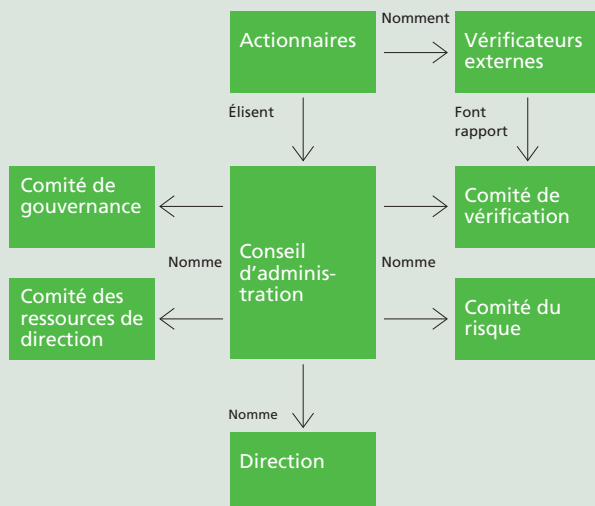 Actionnaires
Nomment
Vérificateurs
externes
Élisent
Font
rapport
Comité de
gouvernance
Conseil
d'adminis-
tration
Comité de
vérification
Nomme
Nomme
Comité des
ressources de
direction
Comité du
risque
Nomme
Direction